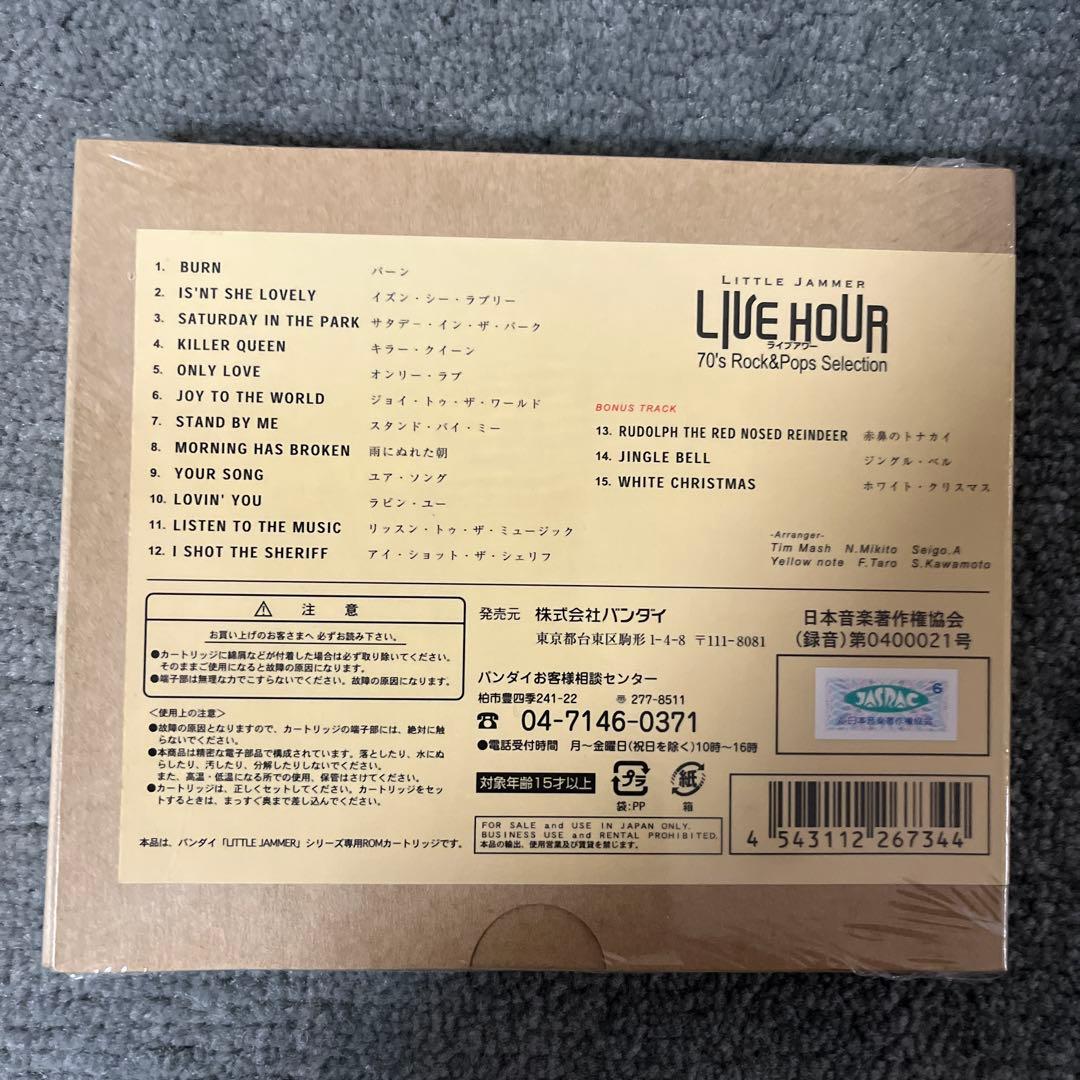 1. BURN バーン
2. IS'NT SHE LOVELY イズン・シー・ラブリー
3. SATURDAY IN THE PARK サタデー・イン・ザ・パーク
4. KILLER QUEEN キラー・クイーン
5. ONLY LOVE オンリー・ラブ
6. JOY TO THE WORLD ジョイ・トゥ・ザ・ワールド
7. STAND BY ME スタンド・バイ・ミー
8. MORNING HAS BROKEN 雨にぬれた朝
9. YOUR SONG ユア・ソング
10. LOVIN' YOU ラビン・ユー
11. LISTEN TO THE MUSIC リッスン・トゥ・ザ・ミュージック
12. I SHOT THE SHERIFF アイ・ショット・ザ・シェリフ
LITTLE JAMMER
LIVE HOUR
ライブアワー
70's Rock&Pops Selection
BONUS TRACK
13. RUDOLPH THE RED NOSED REINDEER 赤鼻のトナカイ
14. JINGLE BELL ジングル・ベル
15. WHITE CHRISTMAS ホワイト・クリスマス
-Arranger-
Tim Mash N.Mikito Seigo.A
Yellow note F.Taro S.Kawamoto
⚠ 注意
お買い上げのお客さまへ 必ずお読み下さい。
●カートリッジに綿屑などが付着した場合は必ず取り除いてください。
そのままご使用になると故障の原因になります。
●端子部は無理な力でこすらないでください。故障の原因になります。
＜使用上の注意＞
●故障の原因となりますので、カートリッジの端子部には、絶対に触
らないでください。
●本商品は精密な電子部品で構成されています。落としたり、水にぬ
らしたり、汚したり、分解したりしないでください。
また、高温・低温になる所での使用、保管はさけてください。
●カートリッジは、正しくセットしてください。カートリッジをセッ
トするときは、まっすぐ奥まで差し込んでください。
本品は、バンダイ「LITTLE JAMMER」シリーズ専用ROMカートリッジです。
発売元 株式会社バンダイ
東京都台東区駒形1-4-8 〒111-8081
バンダイお客様相談センター
柏市豊四季241-22 〒277-8511
☎ 04-7146-0371
●電話受付時間 月〜金曜日(祝日を除く)10時〜16時
対象年齢15才以上
プラ
袋:PP
紙
箱
FOR SALE and USE IN JAPAN ONLY.
BUSINESS USE and RENTAL PROHIBITED.
本品の輸出、使用営業及び賃貸を禁じます。
日本音楽著作権協会
(録音)第0400021号
6
JASRAC
日本音楽著作権協会
4 543112 267344